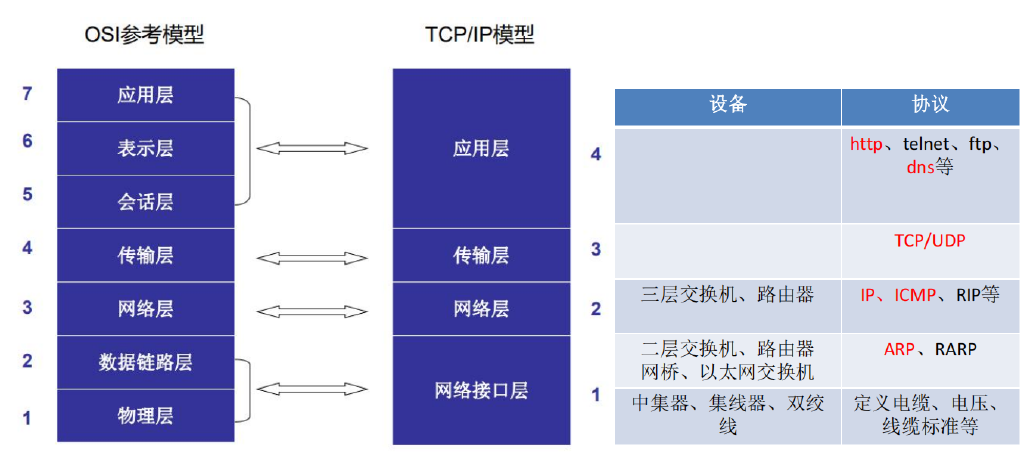 OSI参考模型
TCP/IP模型
7
应用层
6
表示层
5
会话层
4
传输层
3
网络层
2
数据链路层
1
物理层
应用层
4
传输层
3
网络层
2
网络接口层
1
设备
协议
http、telnet、ftp、
dns等
TCP/UDP
三层交换机、路由器
IP、ICMP、RIP等
二层交换机、路由器
网桥、以太网交换机
ARP、RARP
中集器、集线器、双绞
线
定义电缆、电压、
线缆标准等